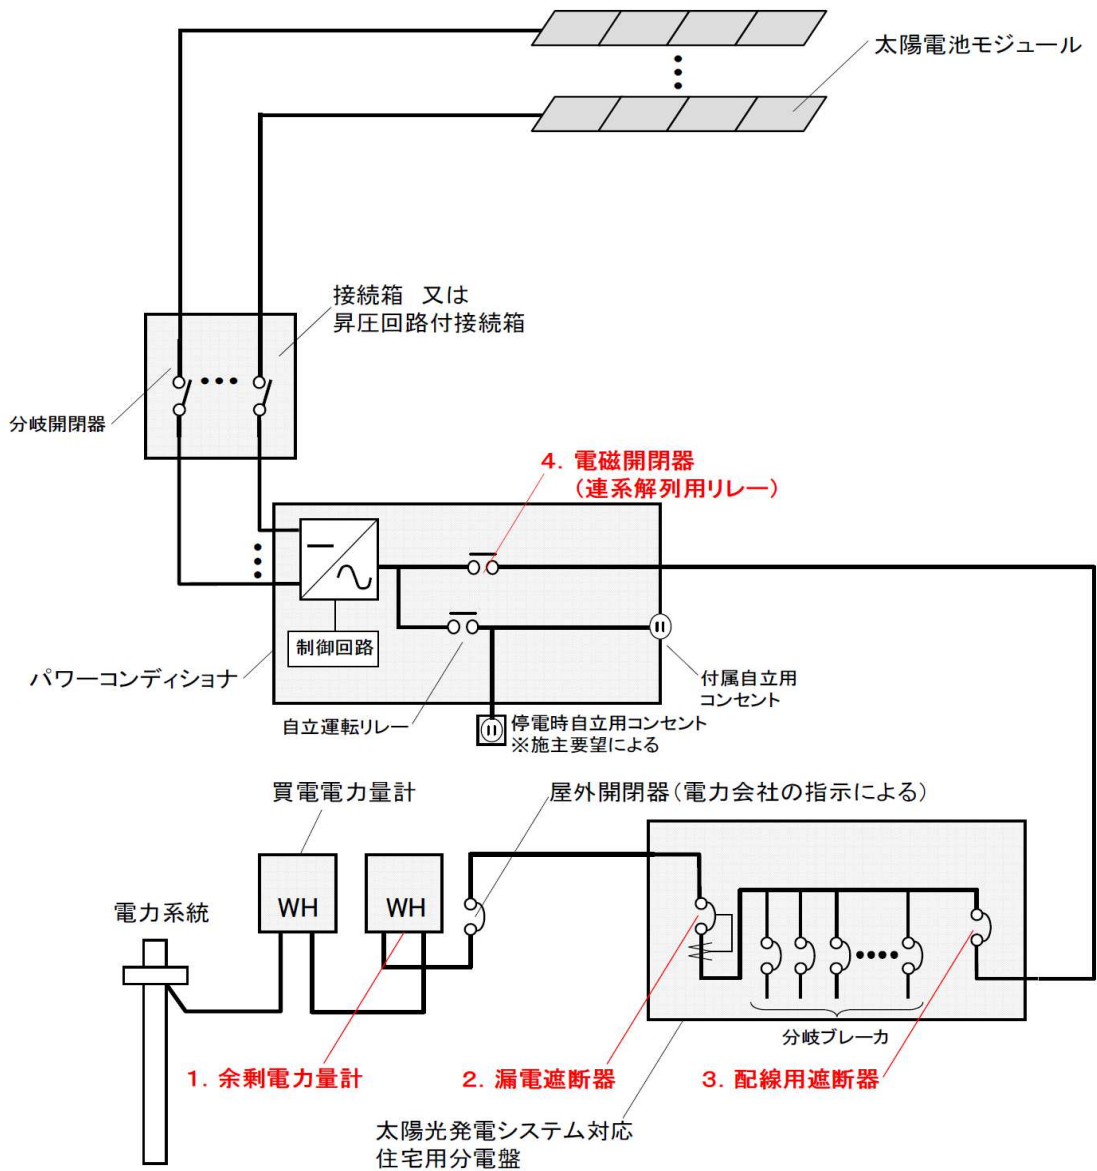 太陽電池モジュール
接続箱　又は
昇圧回路付接続箱
分岐開閉器
4. 電磁開閉器
（連系解列用リレー）
制御回路
パワーコンディショナ
付属自立用
コンセント
自立運転リレー
停電時自立用コンセント
※施主要望による
買電電力量計
屋外開閉器（電力会社の指示による）
WH
WH
電力系統
分岐ブレーカ
1. 余剰電力量計
2. 漏電遮断器
3. 配線用遮断器
太陽光発電システム対応
住宅用分電盤